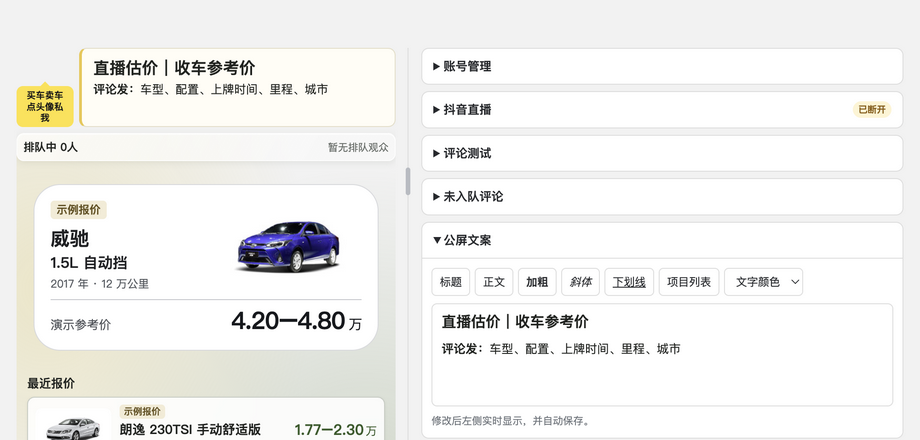 直播估价｜收车参考价
评论发：车型、配置、上牌时间、里程、城市
买车卖车
点头像私
我
排队中 0人
暂无排队观众
示例报价
威驰
1.5L 自动挡
2017 年 · 12 万公里
演示参考价
4.20—4.80 万
最近报价
示例报价
朗逸 230TSI 手动舒适版
1.77—2.30 万
▶ 账号管理
▶ 抖音直播
已断开
▶ 评论测试
▶ 未入队评论
▼ 公屏文案
标题 正文 加粗 斜体 下划线 项目列表 文字颜色
直播估价｜收车参考价
评论发：车型、配置、上牌时间、里程、城市
修改后左侧实时显示，并自动保存。